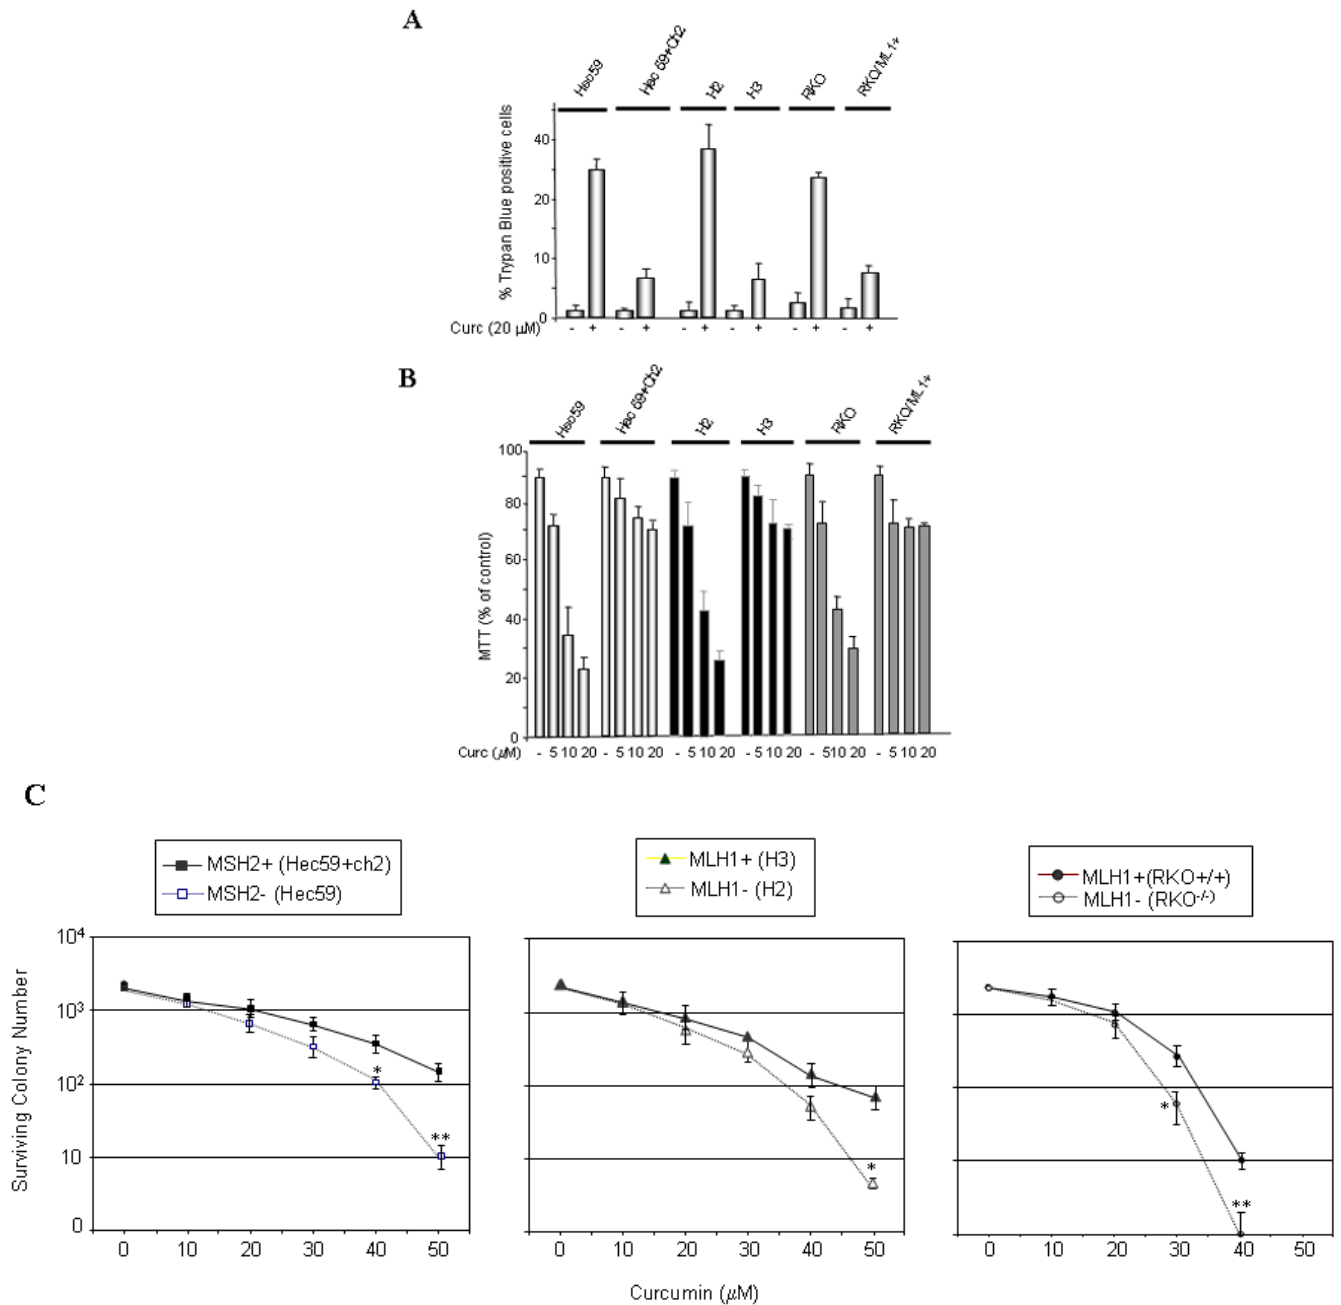 A
Hec59 Hec 59+Ch2 H2 H3 RKO RKO/ML1+
% Trypan Blue positive cells
40
20
10
0
Curc (20 μM) - + - + - + - + - + - +
B
Hec59 Hec 59+Ch2 H2 H3 RKO RKO/ML1+
MTT (% of control)
100
80
60
40
20
0
Curc (μM) - 5 10 20 - 5 10 20 - 5 10 20 - 5 10 20 - 5 10 20 - 5 10 20
C
MSH2+ (Hec59+ch2)
MSH2- (Hec59)
MLH1+ (H3)
MLH1- (H2)
MLH1+(RKO+/+)
MLH1- (RKO-/-)
Surviving Colony Number
10⁴
10³
10²
10
0
* **
*
* **
0 10 20 30 40 50 0 10 20 30 40 50 0 10 20 30 40 50
Curcumin (μM)